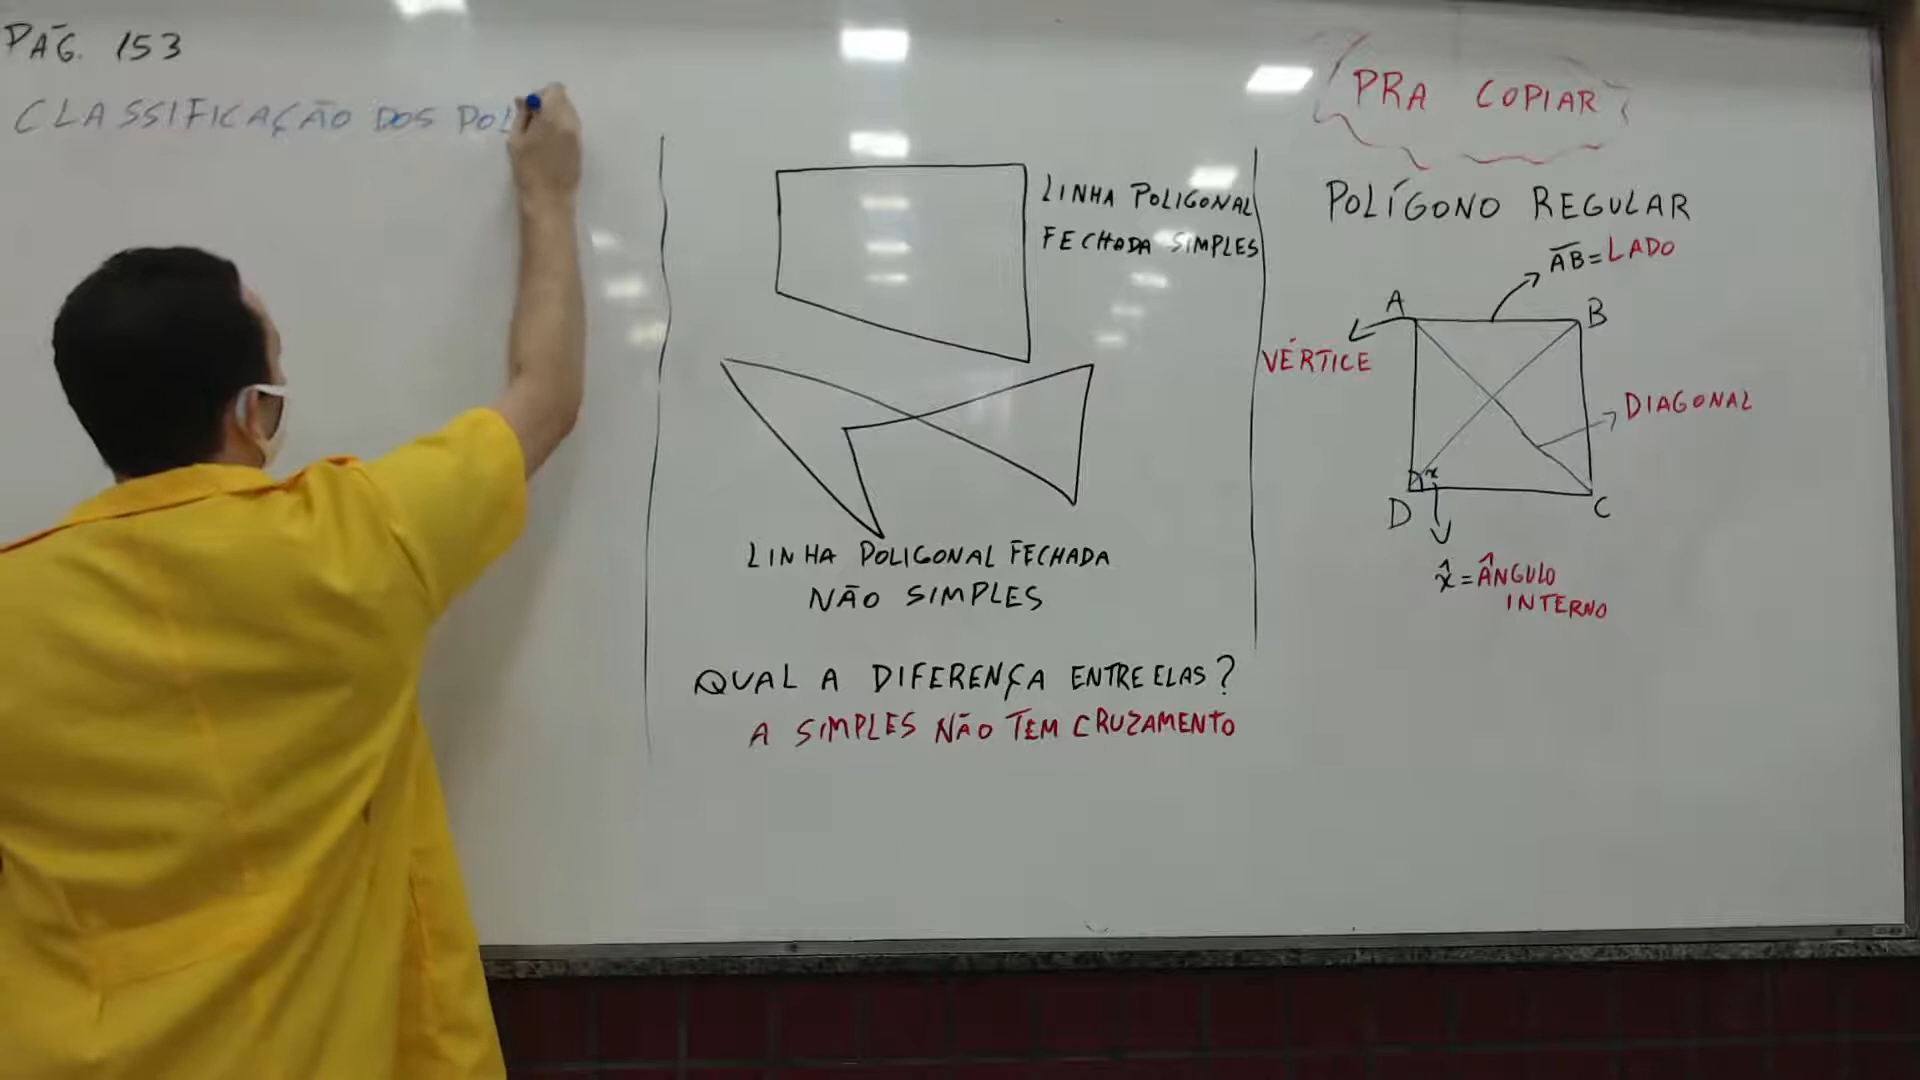 PÁG. 153
CLASSIFICAÇÃO DOS POL
LINHA POLIGONAL
FECHADA SIMPLES
LINHA POLIGONAL FECHADA
NÃO SIMPLES
QUAL A DIFERENÇA ENTRE ELAS?
A SIMPLES NÃO TEM CRUZAMENTO
PRA COPIAR
POLÍGONO REGULAR
AB = LADO
A
B
VÉRTICE
DIAGONAL
x
D
C
x̂ = ÂNGULO
INTERNO